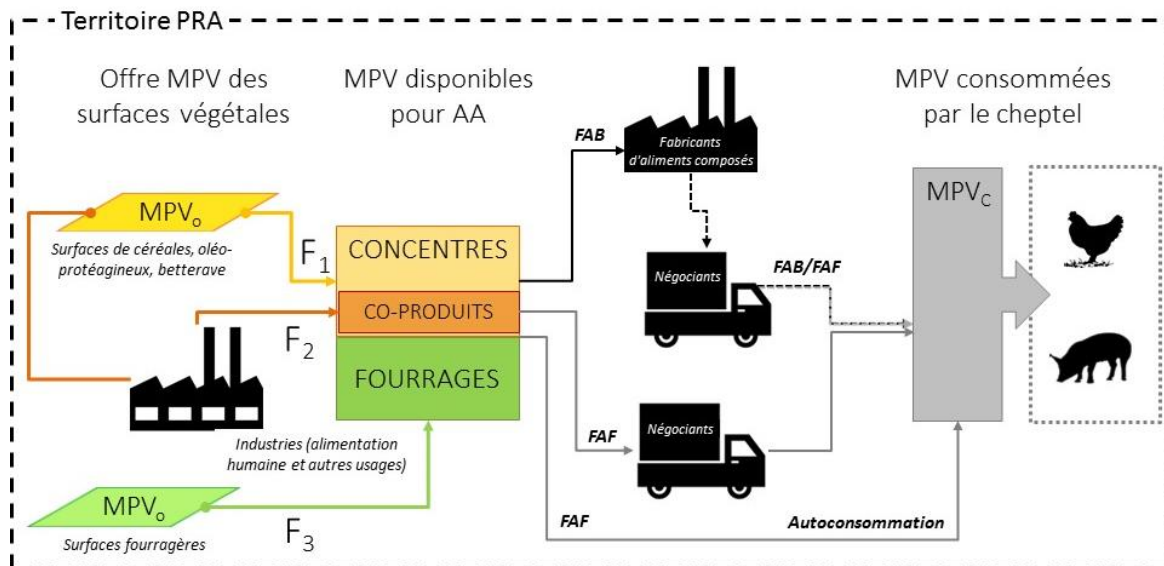 Territoire PRA
Offre MPV des
surfaces végétales
MPV disponibles
pour AA
MPV consommées
par le cheptel
FAB
Fabricants
d'aliments composés
MPVₒ
Surfaces de céréales, oléo-
protéagineux, betterave
F₁
CONCENTRES
CO-PRODUITS
FOURRAGES
F₂
Industries (alimentation
humaine et autres usages)
MPVₒ
Surfaces fourragères
F₃
Négociants
FAB/FAF
FAF
Négociants
FAF
Autoconsommation
MPV_C